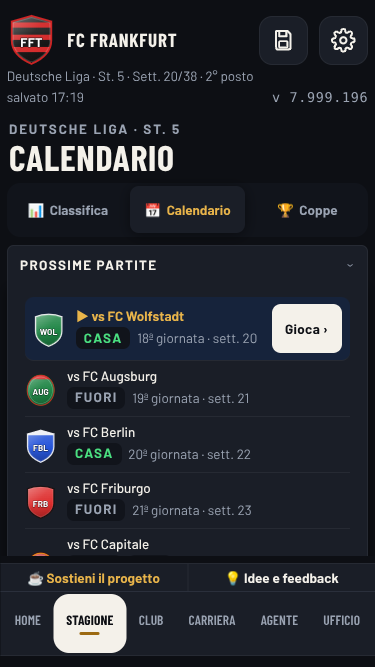 FFT
FC FRANKFURT
Deutsche Liga · St. 5 · Sett. 20/38 · 2º posto
salvato 17:19
v 7.999.196
DEUTSCHE LIGA · ST. 5
CALENDARIO
Classifica
Calendario
Coppe
PROSSIME PARTITE
WOL
▶ vs FC Wolfstadt
CASA 18ª giornata · sett. 20
Gioca ›
AUG
vs FC Augsburg
FUORI 19ª giornata · sett. 21
FBL
vs FC Berlin
CASA 20ª giornata · sett. 22
FRB
vs FC Friburgo
FUORI 21ª giornata · sett. 23
vs FC Capitale
Sostieni il progetto
Idee e feedback
HOME
STAGIONE
CLUB
CARRIERA
AGENTE
UFFICIO